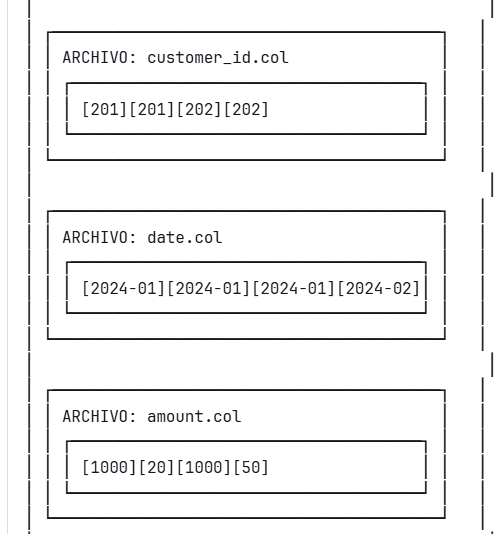 ARCHIVO: customer_id.col
[201][201][202][202]
ARCHIVO: date.col
[2024-01][2024-01][2024-01][2024-02]
ARCHIVO: amount.col
[1000][20][1000][50]